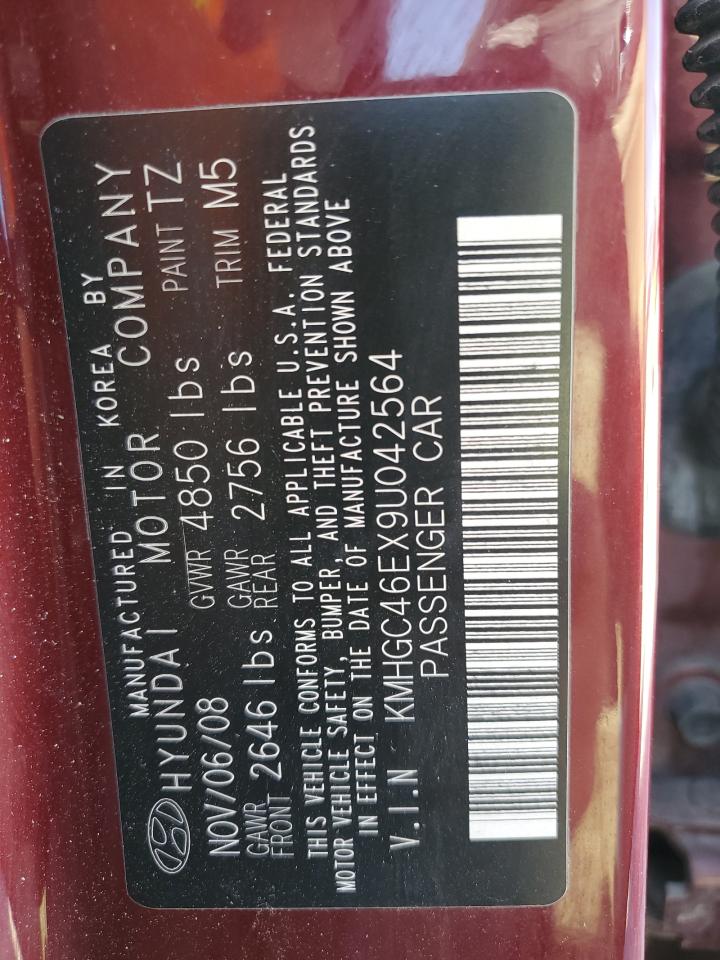 MANUFACTURED IN KOREA BY
HYUNDAI MOTOR COMPANY
NOV/06/08 GVWR 4850 lbs PAINT TZ
GAWR FRONT 2646 lbs GAWR REAR 2756 lbs TRIM M5
THIS VEHICLE CONFORMS TO ALL APPLICABLE U.S.A. FEDERAL
MOTOR VEHICLE SAFETY, BUMPER, AND THEFT PREVENTION STANDARDS
IN EFFECT ON THE DATE OF MANUFACTURE SHOWN ABOVE
V.I.N KMHGC46EX9U042564
PASSENGER CAR